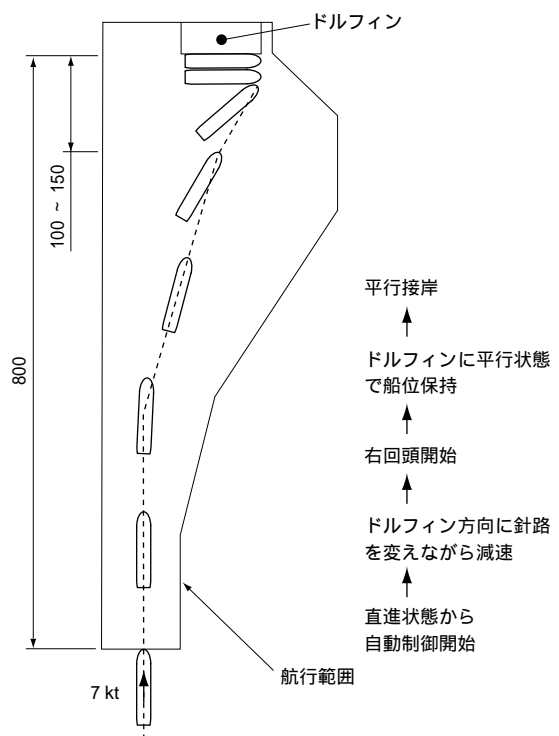 ドルフィン
100 ~ 150
800
平行接岸
ドルフィンに平行状態
で船位保持
右回頭開始
ドルフィン方向に針路
を変えながら減速
直進状態から
自動制御開始
航行範囲
7 kt